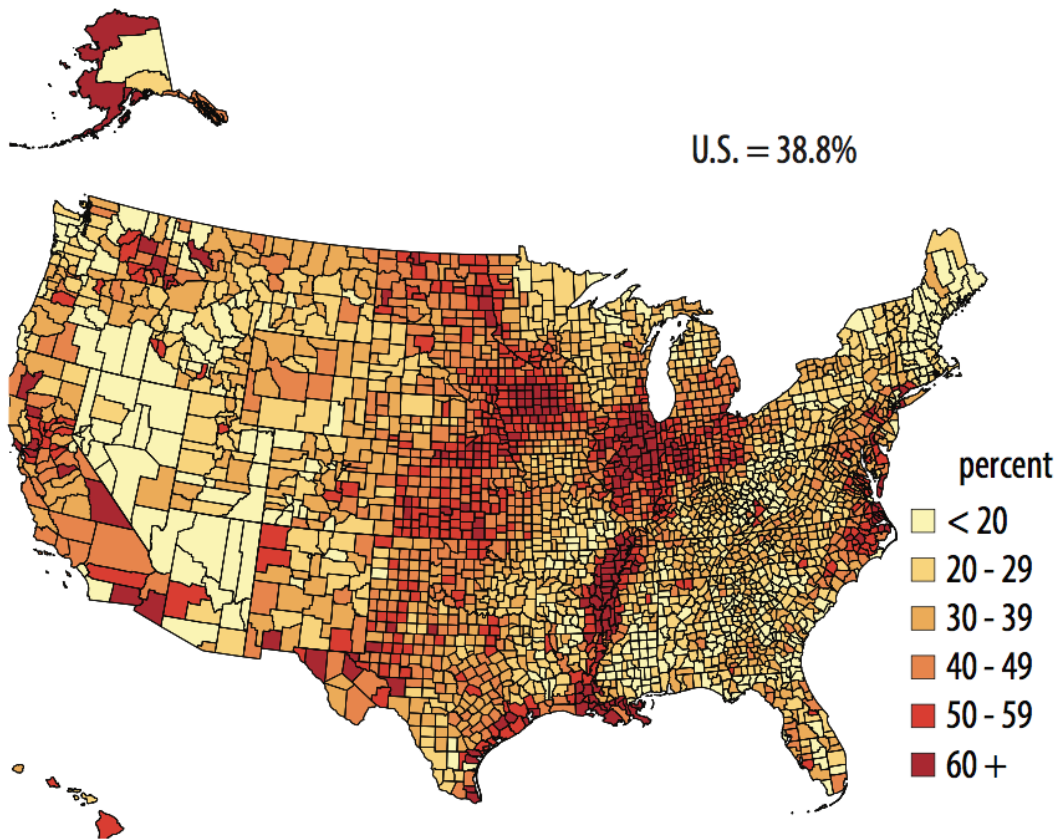 U.S. = 38.8%
percent
< 20
20 - 29
30 - 39
40 - 49
50 - 59
60 +